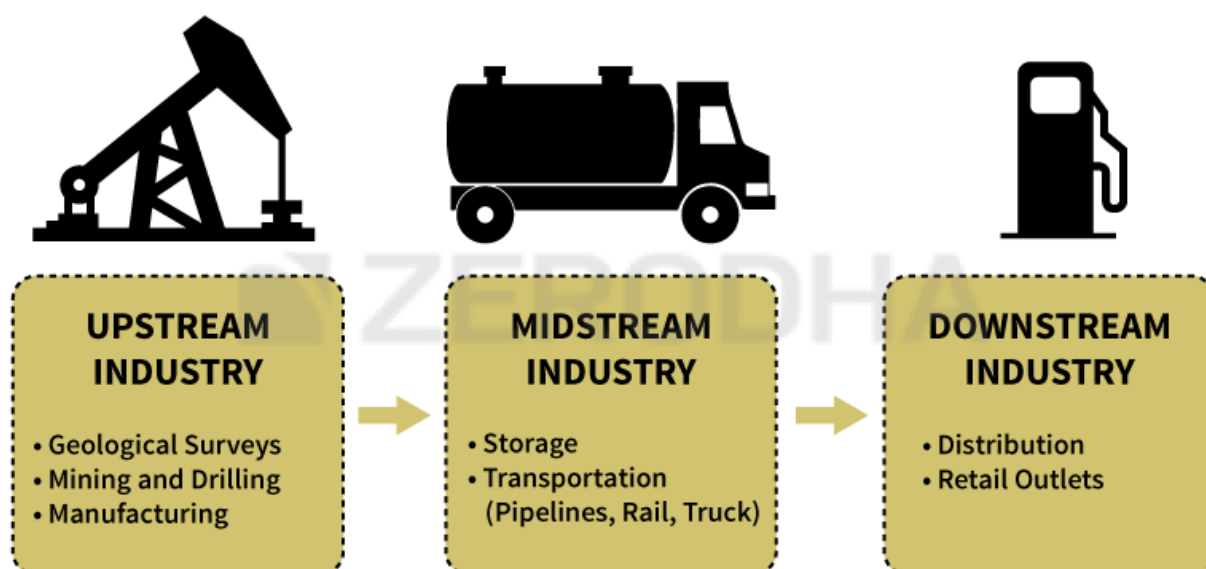 ZERODHA
UPSTREAM
INDUSTRY
• Geological Surveys
• Mining and Drilling
• Manufacturing
MIDSTREAM
INDUSTRY
• Storage
• Transportation
(Pipelines, Rail, Truck)
DOWNSTREAM
INDUSTRY
• Distribution
• Retail Outlets